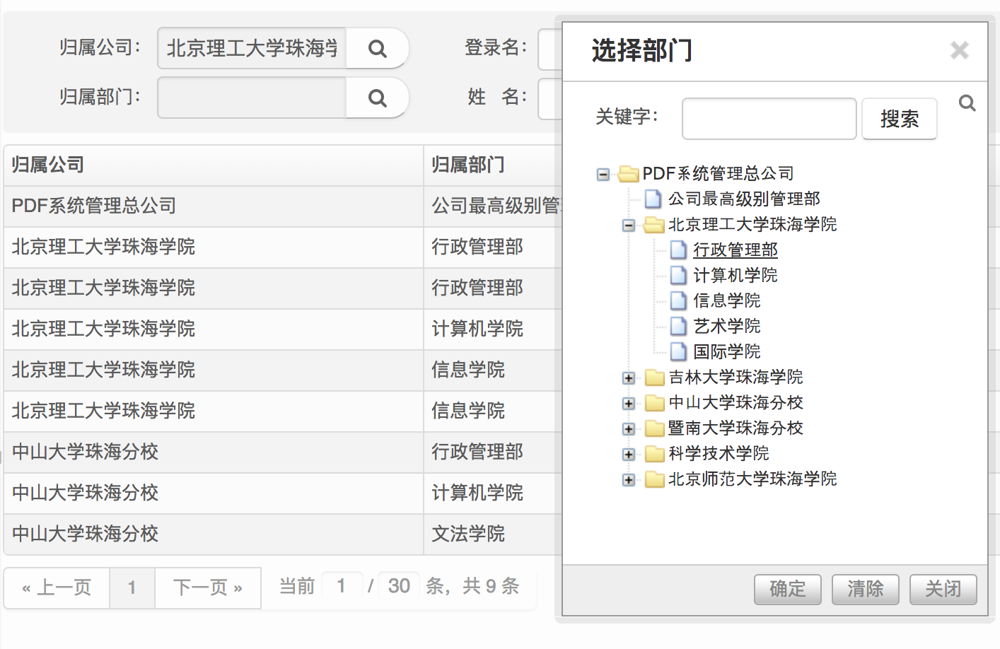 归属公司： 北京理工大学珠海学 登录名：
归属部门： 姓 名：
归属公司 归属部门
PDF系统管理总公司 公司最高级别管
北京理工大学珠海学院 行政管理部
北京理工大学珠海学院 行政管理部
北京理工大学珠海学院 计算机学院
北京理工大学珠海学院 信息学院
北京理工大学珠海学院 信息学院
中山大学珠海分校 行政管理部
中山大学珠海分校 计算机学院
中山大学珠海分校 文法学院
« 上一页 1 下一页 » 当前 1 / 30 条，共 9 条
选择部门 ×
关键字： 搜索
PDF系统管理总公司
公司最高级别管理部
北京理工大学珠海学院
行政管理部
计算机学院
信息学院
艺术学院
国际学院
吉林大学珠海学院
中山大学珠海分校
暨南大学珠海分校
科学技术学院
北京师范大学珠海学院
确定 清除 关闭